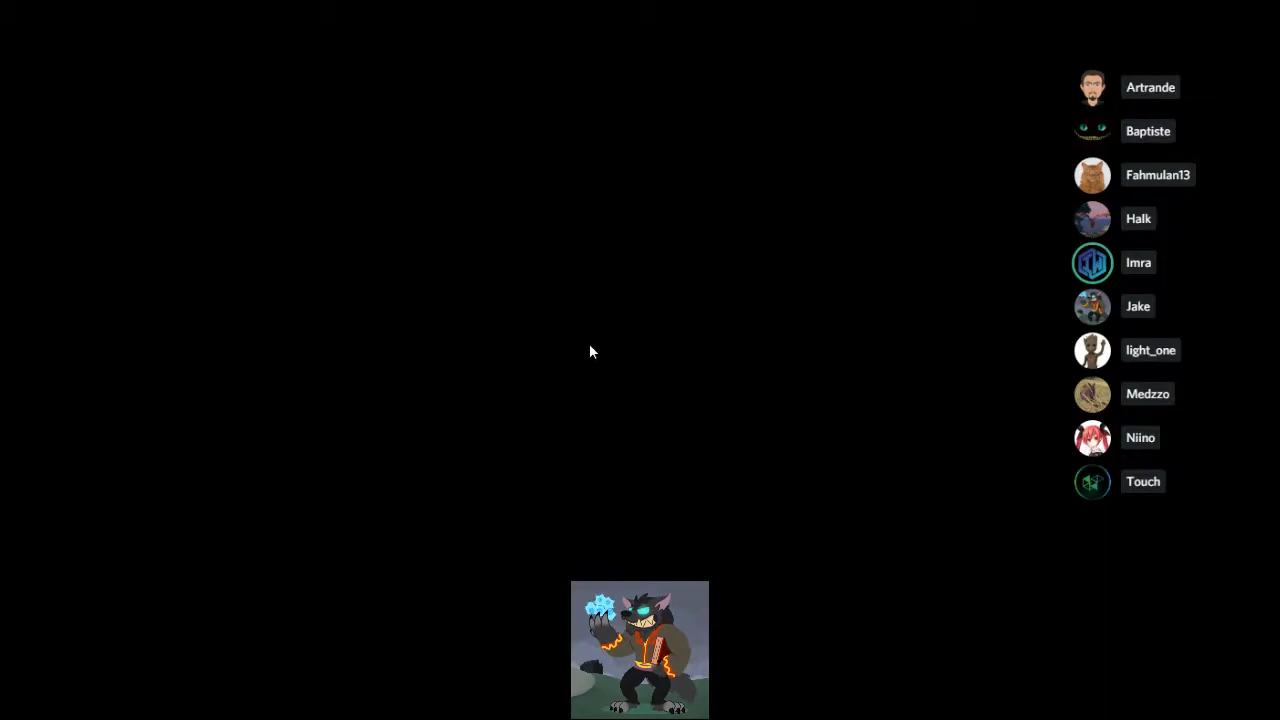 Artrande
Baptiste
Fahmulan13
Halk
Imra
Jake
light_one
Medzzo
Niino
Touch